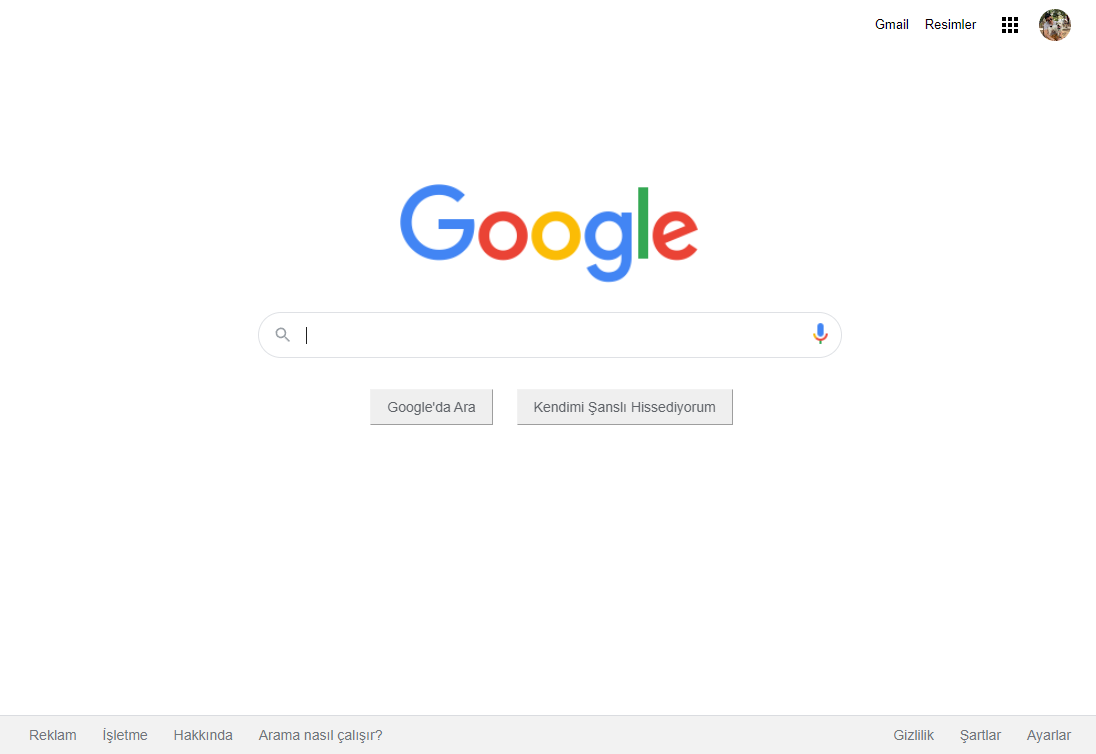 Gmail Resimler
Google
Google'da Ara Kendimi Şanslı Hissediyorum
Reklam İşletme Hakkında Arama nasıl çalışır? Gizlilik Şartlar Ayarlar